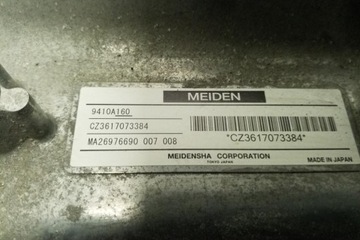 MEIDEN
9410A160
CZ3617073384
MA26976690 007 008
*CZ3617073384*
MEIDENSHA CORPORATION
TOKYO JAPAN
MADE IN JAPAN